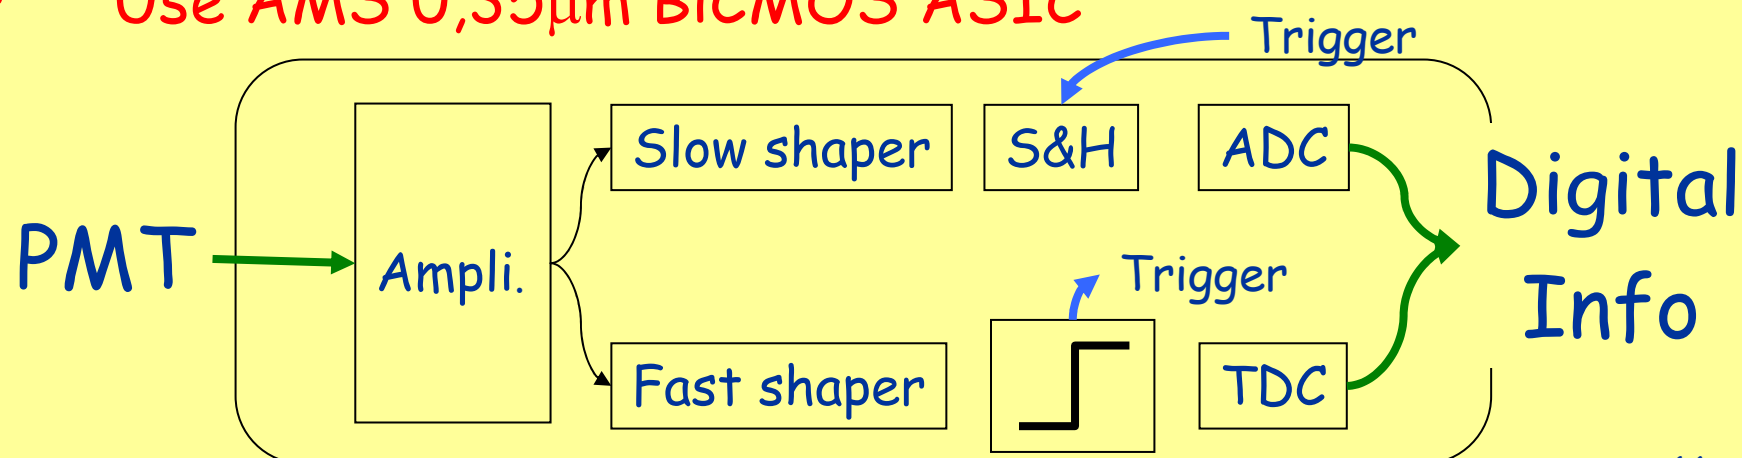 Use AMS 0,35µm BiCMOS ASIC
Trigger
Slow shaper
S&H
ADC
Digital
Info
PMT
Ampli.
Trigger
Fast shaper
TDC